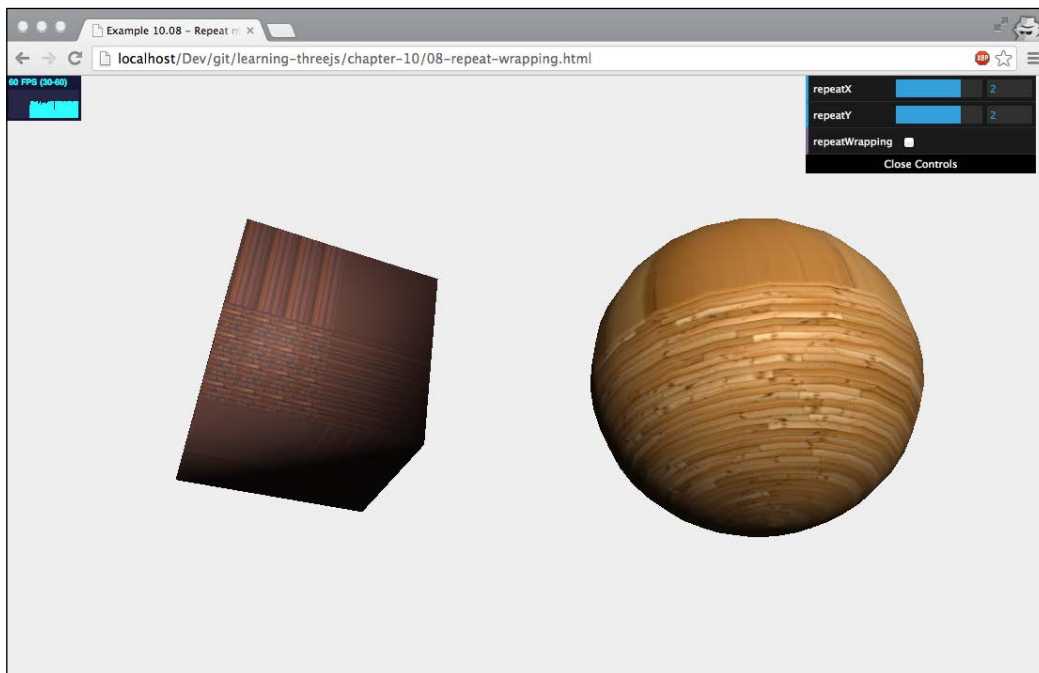 Example 10.08 - Repeat
localhost/Dev/git/learning-threejs/chapter-10/08-repeat-wrapping.html
ABP
60 FPS (30-60)
repeatX 2
repeatY 2
repeatWrapping
Close Controls